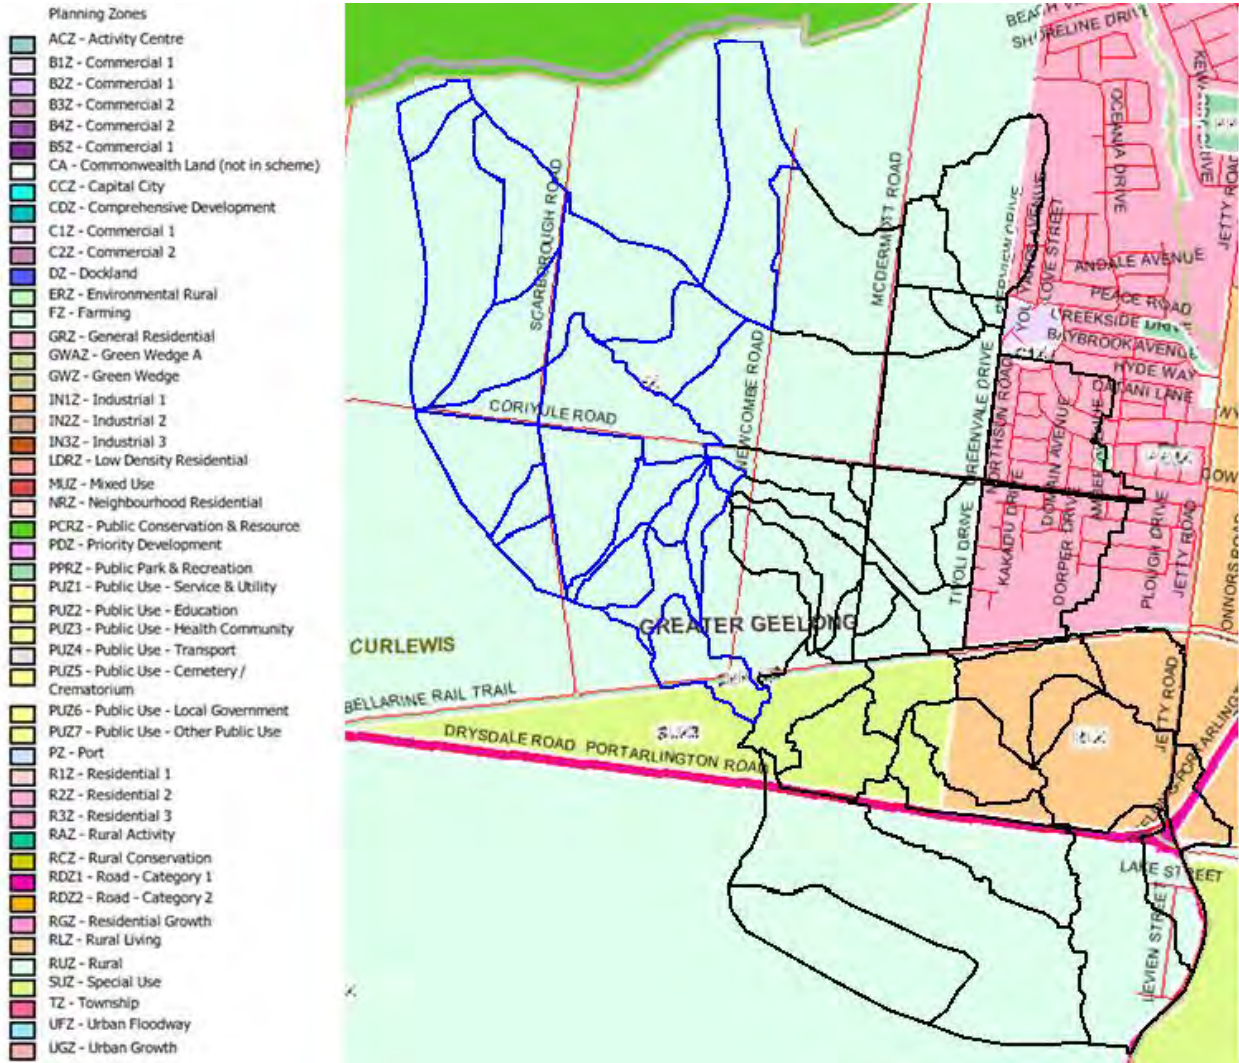 Planning Zones
ACZ - Activity Centre
B1Z - Commercial 1
B2Z - Commercial 1
B3Z - Commercial 2
B4Z - Commercial 2
B5Z - Commercial 1
CA - Commonwealth Land (not in scheme)
CCZ - Capital City
CDZ - Comprehensive Development
C1Z - Commercial 1
C2Z - Commercial 2
DZ - Dockland
ERZ - Environmental Rural
FZ - Farming
GRZ - General Residential
GWAZ - Green Wedge A
GWZ - Green Wedge
IN1Z - Industrial 1
IN2Z - Industrial 2
IN3Z - Industrial 3
LDRZ - Low Density Residential
MUZ - Mixed Use
NRZ - Neighbourhood Residential
PCRZ - Public Conservation & Resource
PDZ - Priority Development
PPRZ - Public Park & Recreation
PUZ1 - Public Use - Service & Utility
PUZ2 - Public Use - Education
PUZ3 - Public Use - Health Community
PUZ4 - Public Use - Transport
PUZ5 - Public Use - Cemetery /
Crematorium
PUZ6 - Public Use - Local Government
PUZ7 - Public Use - Other Public Use
PZ - Port
R1Z - Residential 1
R2Z - Residential 2
R3Z - Residential 3
RAZ - Rural Activity
RCZ - Rural Conservation
RDZ1 - Road - Category 1
RDZ2 - Road - Category 2
RGZ - Residential Growth
RLZ - Rural Living
RUZ - Rural
SUZ - Special Use
TZ - Township
UFZ - Urban Floodway
UGZ - Urban Growth
SHORELINE DRIVE
OCEANIA DRIVE
JETTY ROAD
SCARBOROUGH ROAD
MCDERMOTT ROAD
LOVE STREET
ANDALE AVENUE
PEACE ROAD
CREEKSIDE DRIVE
BAYBROOK AVENUE
HYDE WAY
CATANI LANE
NEWCOMBE ROAD
CORIYULE ROAD
GREENVALE DRIVE
NORTHSUN ROAD
DOMAIN AVENUE
KAKADU DRIVE
DORPER DRIVE
PLOUGH DRIVE
JETTY ROAD
TIVOLI DRIVE
GREATER GEELONG
CURLEWIS
BELLARINE RAIL TRAIL
DRYSDALE ROAD PORTARLINGTON ROAD
JETTY ROAD
LAKE STREET
LEVIEN STREET